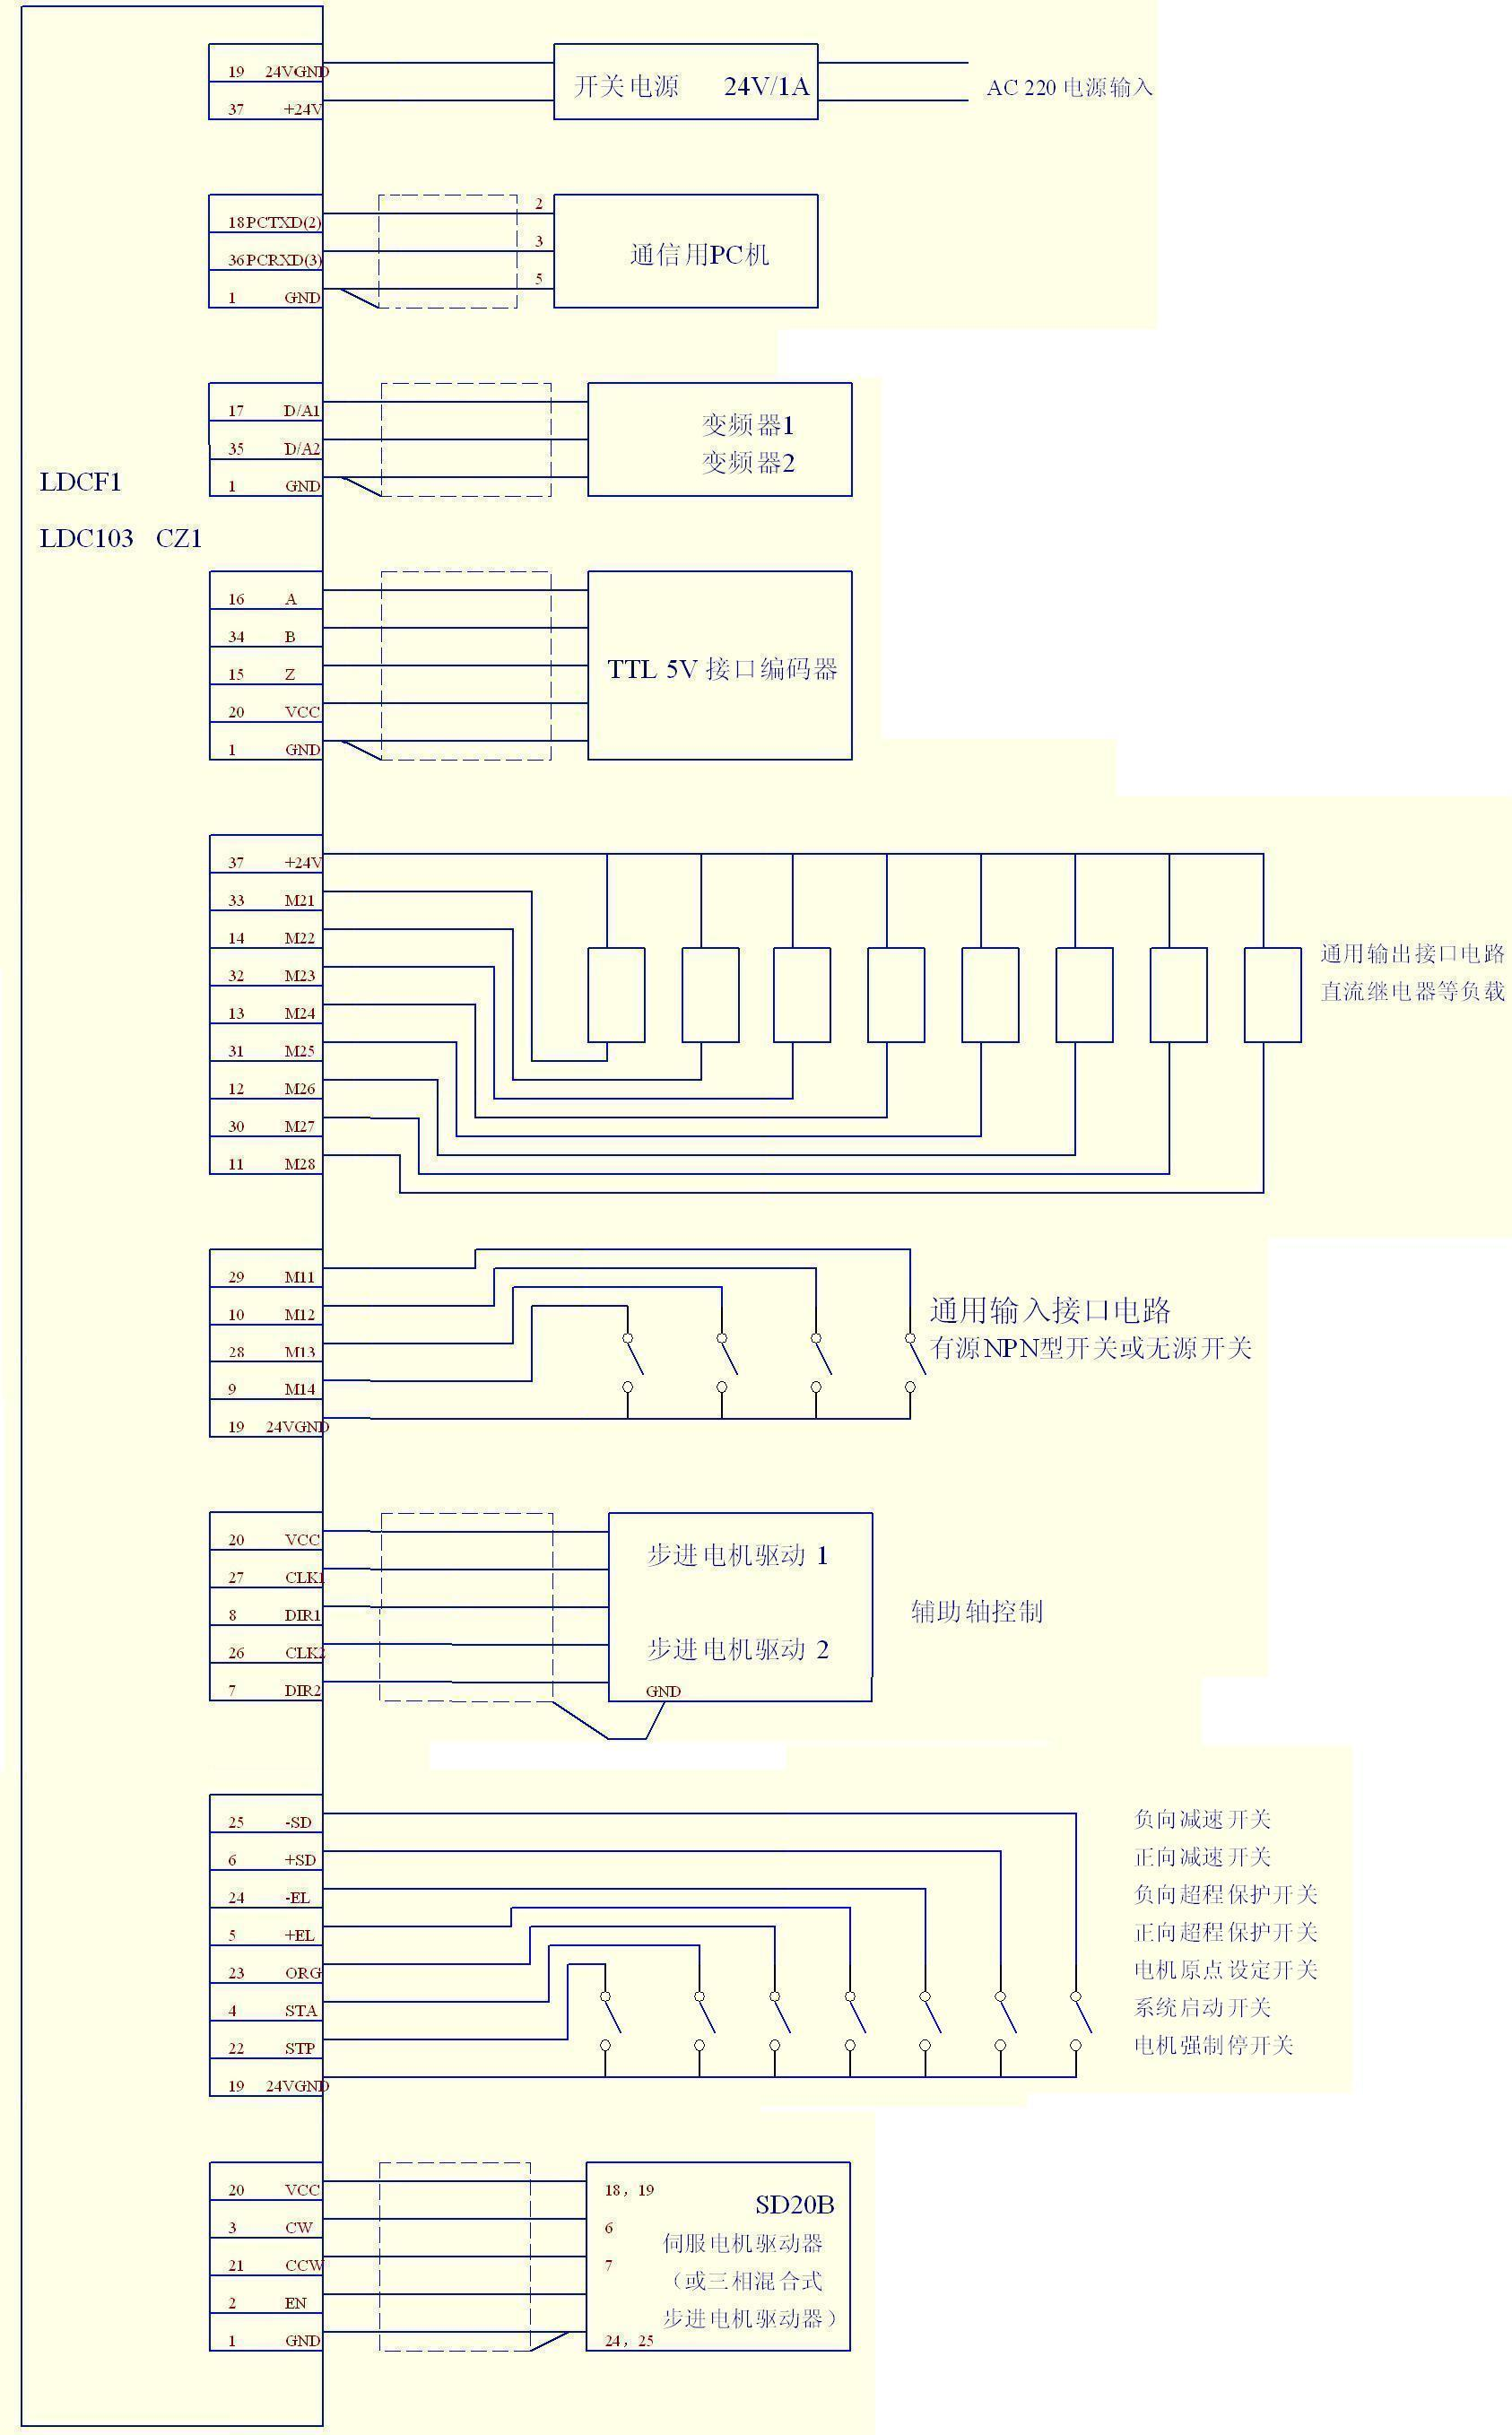 19 24VGND
开关电源 24V/1A
AC 220 电源输入
37 +24V
18PCTXD(2)
2
36PCRXD(3)
3
通信用PC机
1 GND
5
17 D/A1
变频器1
35 D/A2
变频器2
1 GND
LDCF1
LDC103 CZ1
16 A
34 B
15 Z
TTL 5V 接口编码器
20 VCC
1 GND
37 +24V
33 M21
14 M22
32 M23
13 M24
31 M25
12 M26
30 M27
11 M28
通用输出接口电路
直流继电器等负载
29 M11
10 M12
28 M13
9 M14
19 24VGND
通用输入接口电路
有源NPN型开关或无源开关
20 VCC
27 CLK1
8 DIR1
26 CLK2
7 DIR2
步进电机驱动 1
步进电机驱动 2
GND
辅助轴控制
25 -SD
6 +SD
24 -EL
5 +EL
23 ORG
4 STA
22 STP
19 24VGND
负向减速开关
正向减速开关
负向超程保护开关
正向超程保护开关
电机原点设定开关
系统启动开关
电机强制停开关
20 VCC
3 CW
21 CCW
2 EN
1 GND
18，19
6
7
24，25
SD20B
伺服电机驱动器
（或三相混合式
步进电机驱动器）